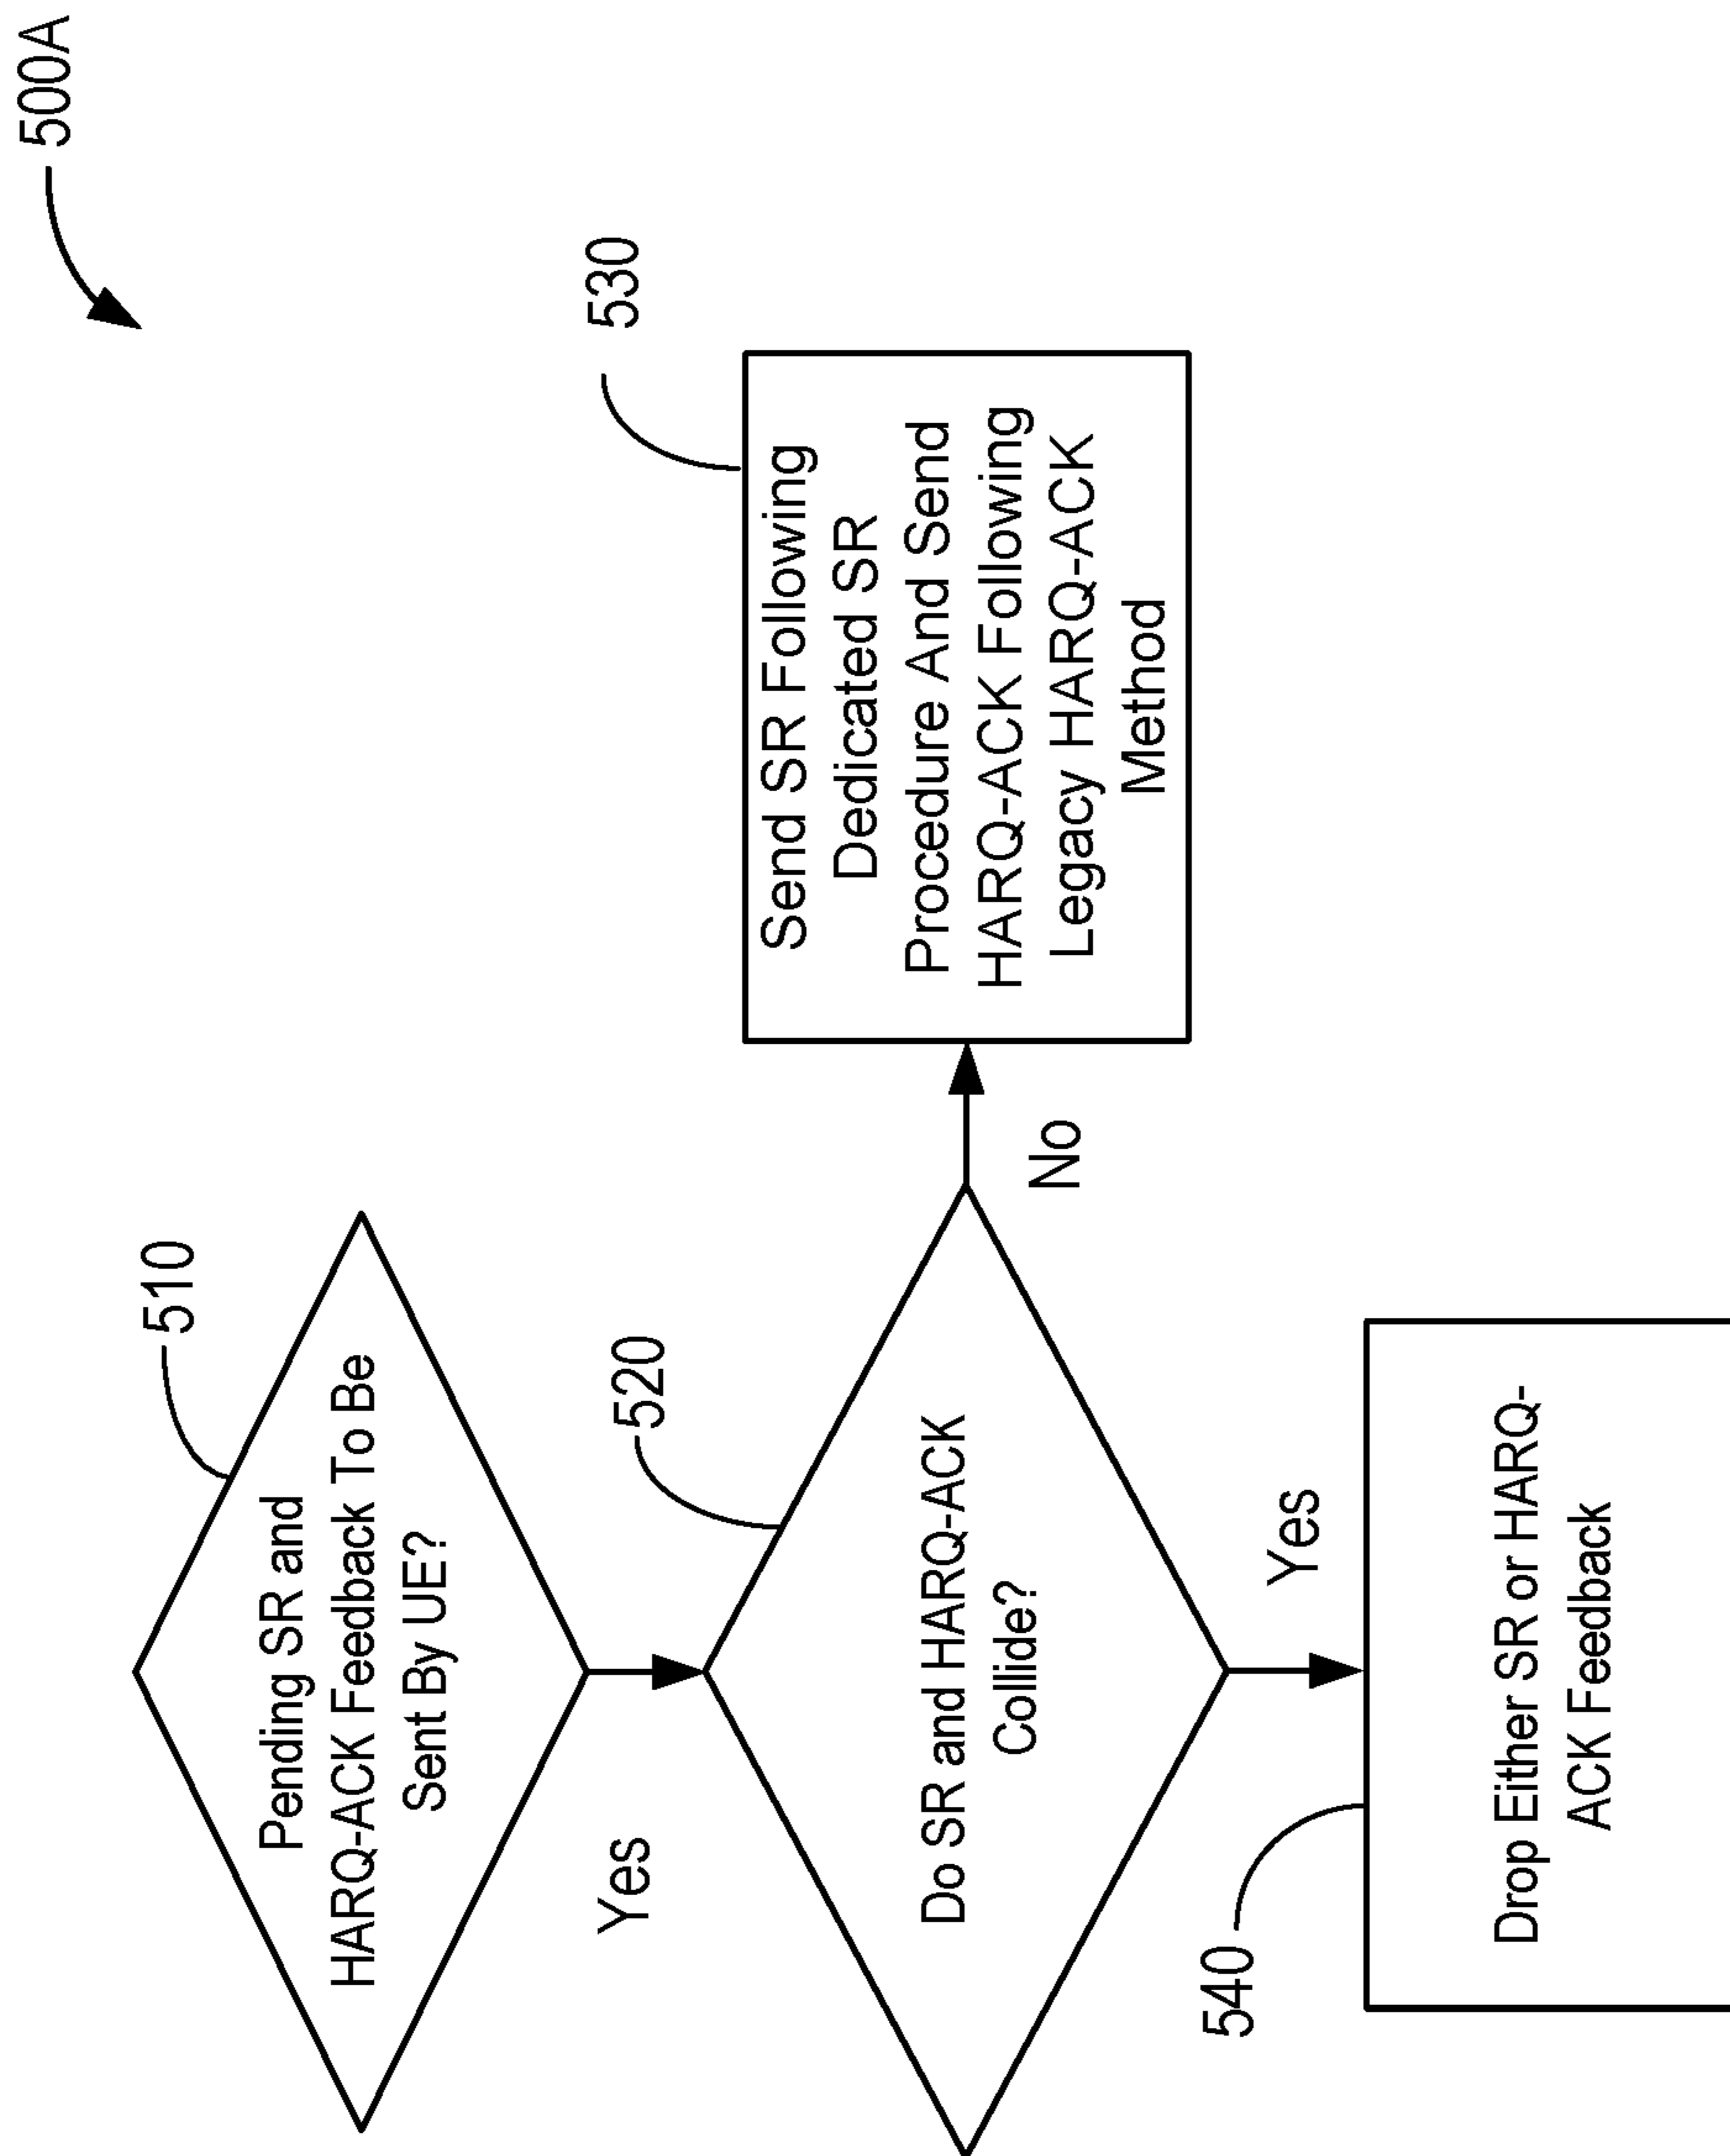 500A
510
Pending SR and
HARQ-ACK Feedback To Be
Sent By UE?
Yes
520
Do SR and HARQ-ACK
Collide?
No
530
Send SR Following
Dedicated SR
Procedure And Send
HARQ-ACK Following
Legacy HARQ-ACK
Method
Yes
540
Drop Either SR or HARQ-
ACK Feedback